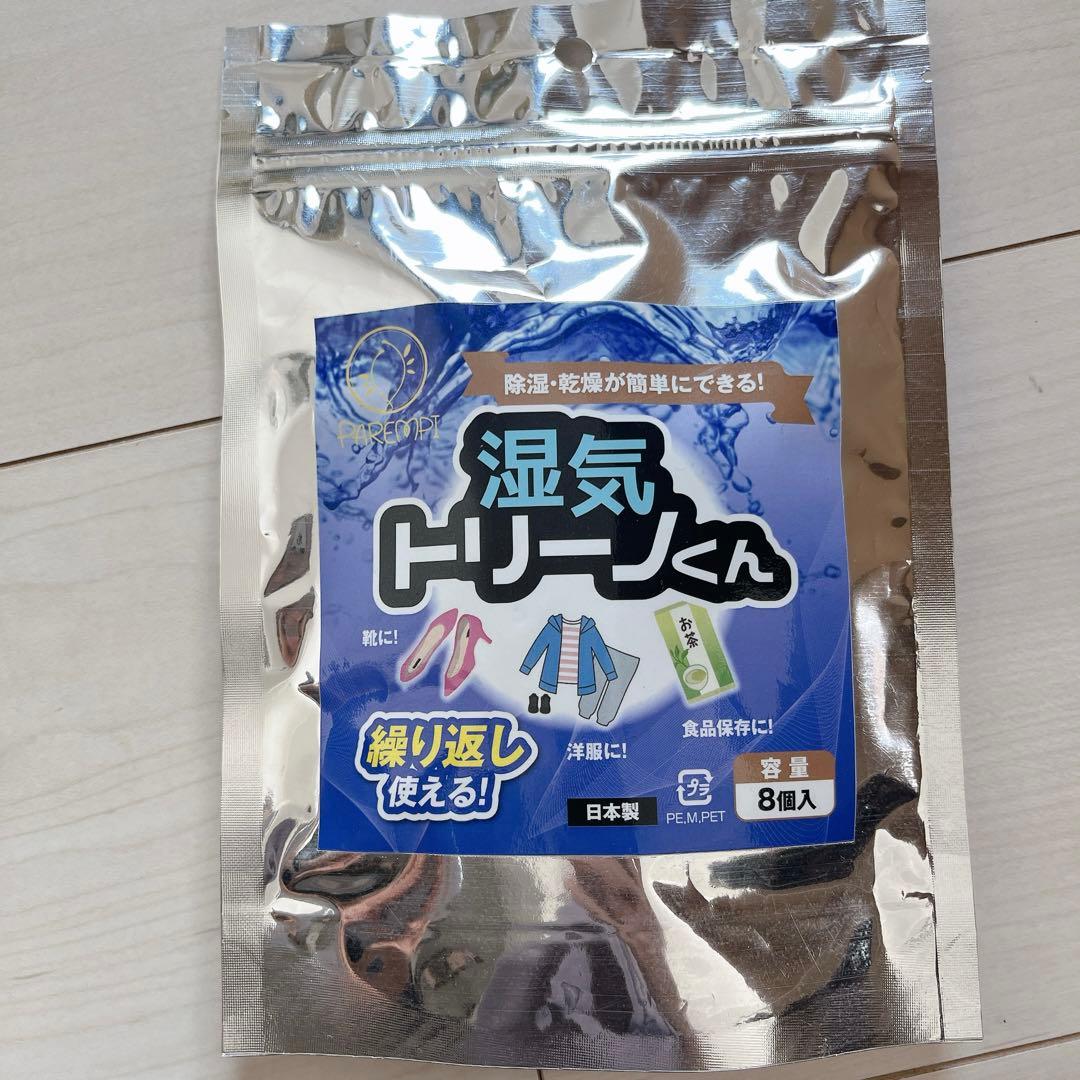 PAREMPI
除湿・乾燥が簡単にできる!
湿気
トリーノくん
靴に!
洋服に!
お茶
食品保存に!
繰り返し
使える!
日本製
プラ
PE,M,PET
容量
8個入